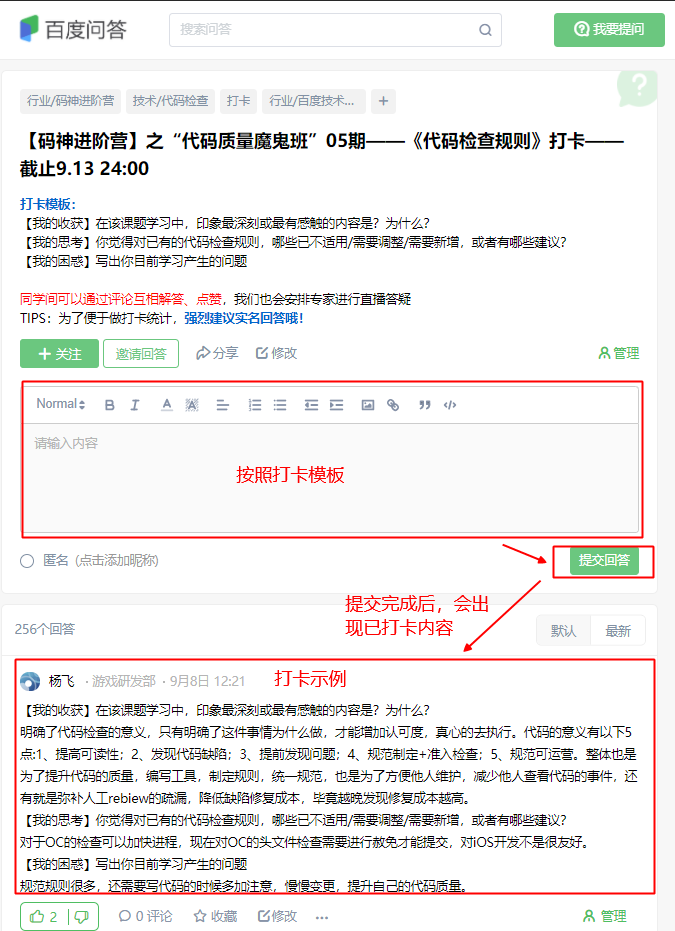 百度问答
搜索问答
我要提问
行业/码神进阶营 技术/代码检查 打卡 行业/百度技术... +
【码神进阶营】之“代码质量魔鬼班”05期——《代码检查规则》打卡——
截止9.13 24:00
打卡模板：
【我的收获】在该课题学习中，印象最深刻或最有感触的内容是？为什么？
【我的思考】你觉得对已有的代码检查规则，哪些已不适用/需要调整/需要新增，或者有哪些建议？
【我的困惑】写出你目前学习产生的问题
同学间可以通过评论互相解答、点赞，我们也会安排专家进行直播答疑
TIPS：为了便于做打卡统计，强烈建议实名回答哦！
+ 关注 邀请回答 分享 修改 管理
Normal B I A A
请输入内容
按照打卡模板
匿名（点击添加昵称） 提交回答
提交完成后，会出
现已打卡内容
256个回答 默认 最新
杨飞 · 游戏研发部 · 9月8日 12:21 打卡示例
【我的收获】在该课题学习中，印象最深刻或最有感触的内容是？为什么？
明确了代码检查的意义，只有明确了这件事情为什么做，才能增加认可度，真心的去执行。代码的意义有以下5
点:1、提高可读性；2、发现代码缺陷；3、提前发现问题；4、规范制定+准入检查；5、规范可运营。整体也是
为了提升代码的质量，编写工具，制定规则，统一规范，也是为了方便他人维护，减少他人查看代码的事件，还
有就是弥补人工rebiew的疏漏，降低缺陷修复成本，毕竟越晚发现修复成本越高。
【我的思考】你觉得对已有的代码检查规则，哪些已不适用/需要调整/需要新增，或者有哪些建议？
对于OC的检查可以加快进程，现在对OC的头文件检查需要进行赦免才能提交，对iOS开发不是很友好。
【我的困惑】写出你目前学习产生的问题
规范规则很多，还需要写代码的时候多加注意，慢慢变更，提升自己的代码质量。
2 0 评论 收藏 修改 ... 管理